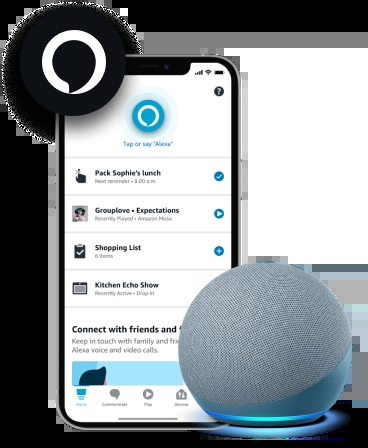 ?
Tap or say "Alexa"
Pack Sophie's lunch
Next reminder • 8:00 a.m.
Grouplove • Expectations
Recently Played • Amazon Music
Shopping List
6 items
Kitchen Echo Show
Recently Active • Drop In
Connect with friends and f
Keep in touch with family and frie
Alexa voice and video calls.
Home
Communicate
Play
Devices